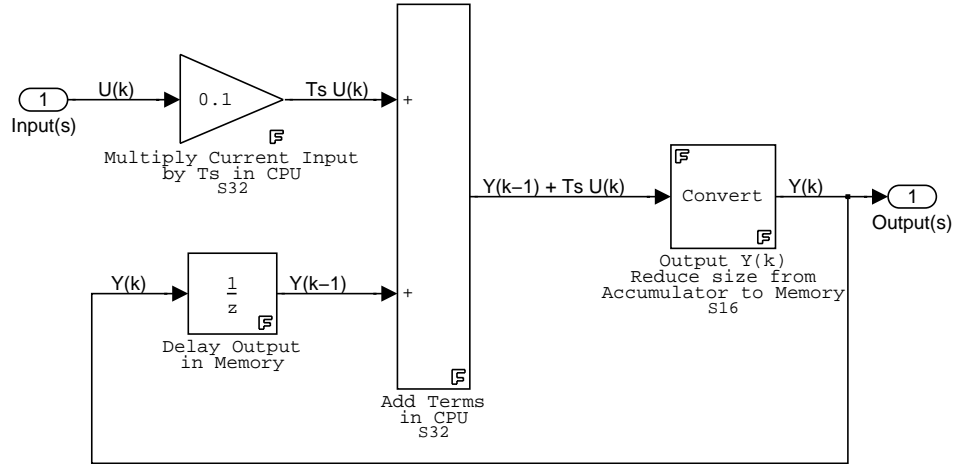 U(k)
1
Input(s)
0.1
F
Multiply Current Input
by Ts in CPU
S32
Ts U(k)
+
Y(k)
1
z
F
Delay Output
in Memory
Y(k−1)
+
F
Add Terms
in CPU
S32
Y(k−1) + Ts U(k)
F
Convert
F
Output Y(k)
Reduce size from
Accumulator to Memory
S16
Y(k)
1
Output(s)